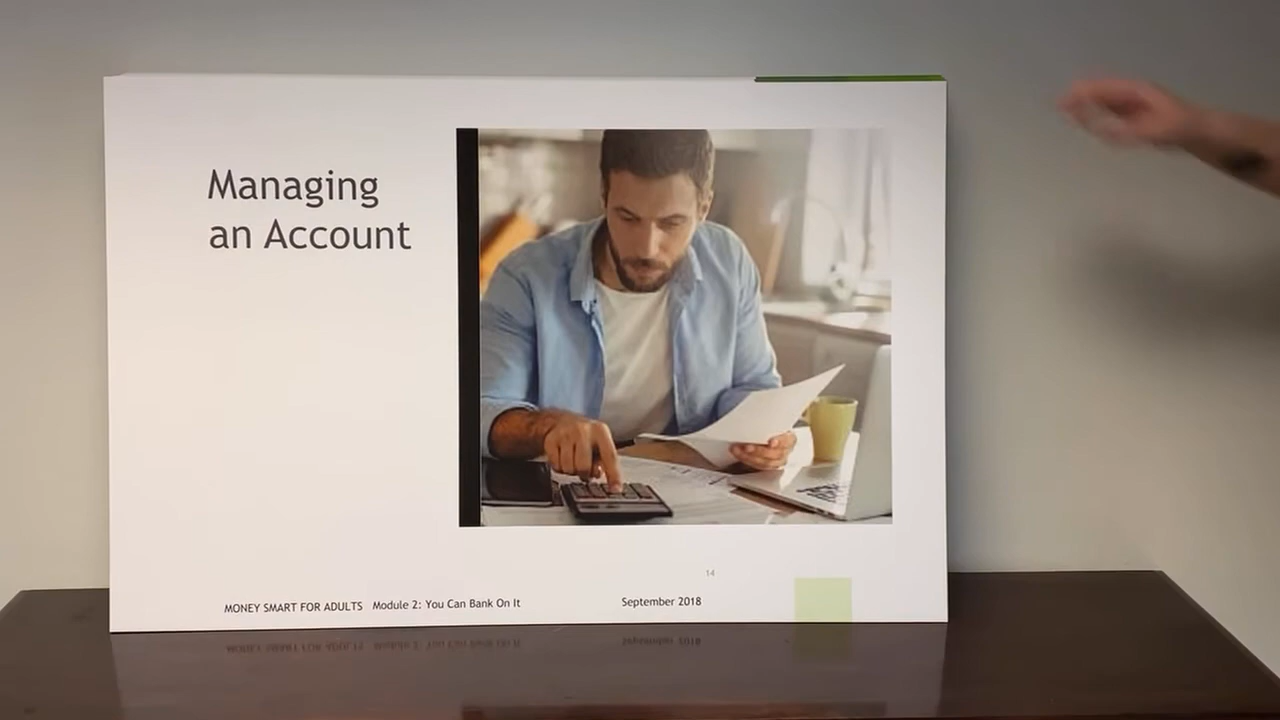 Managing
an Account
14
MONEY SMART FOR ADULTS Module 2: You Can Bank On It September 2018